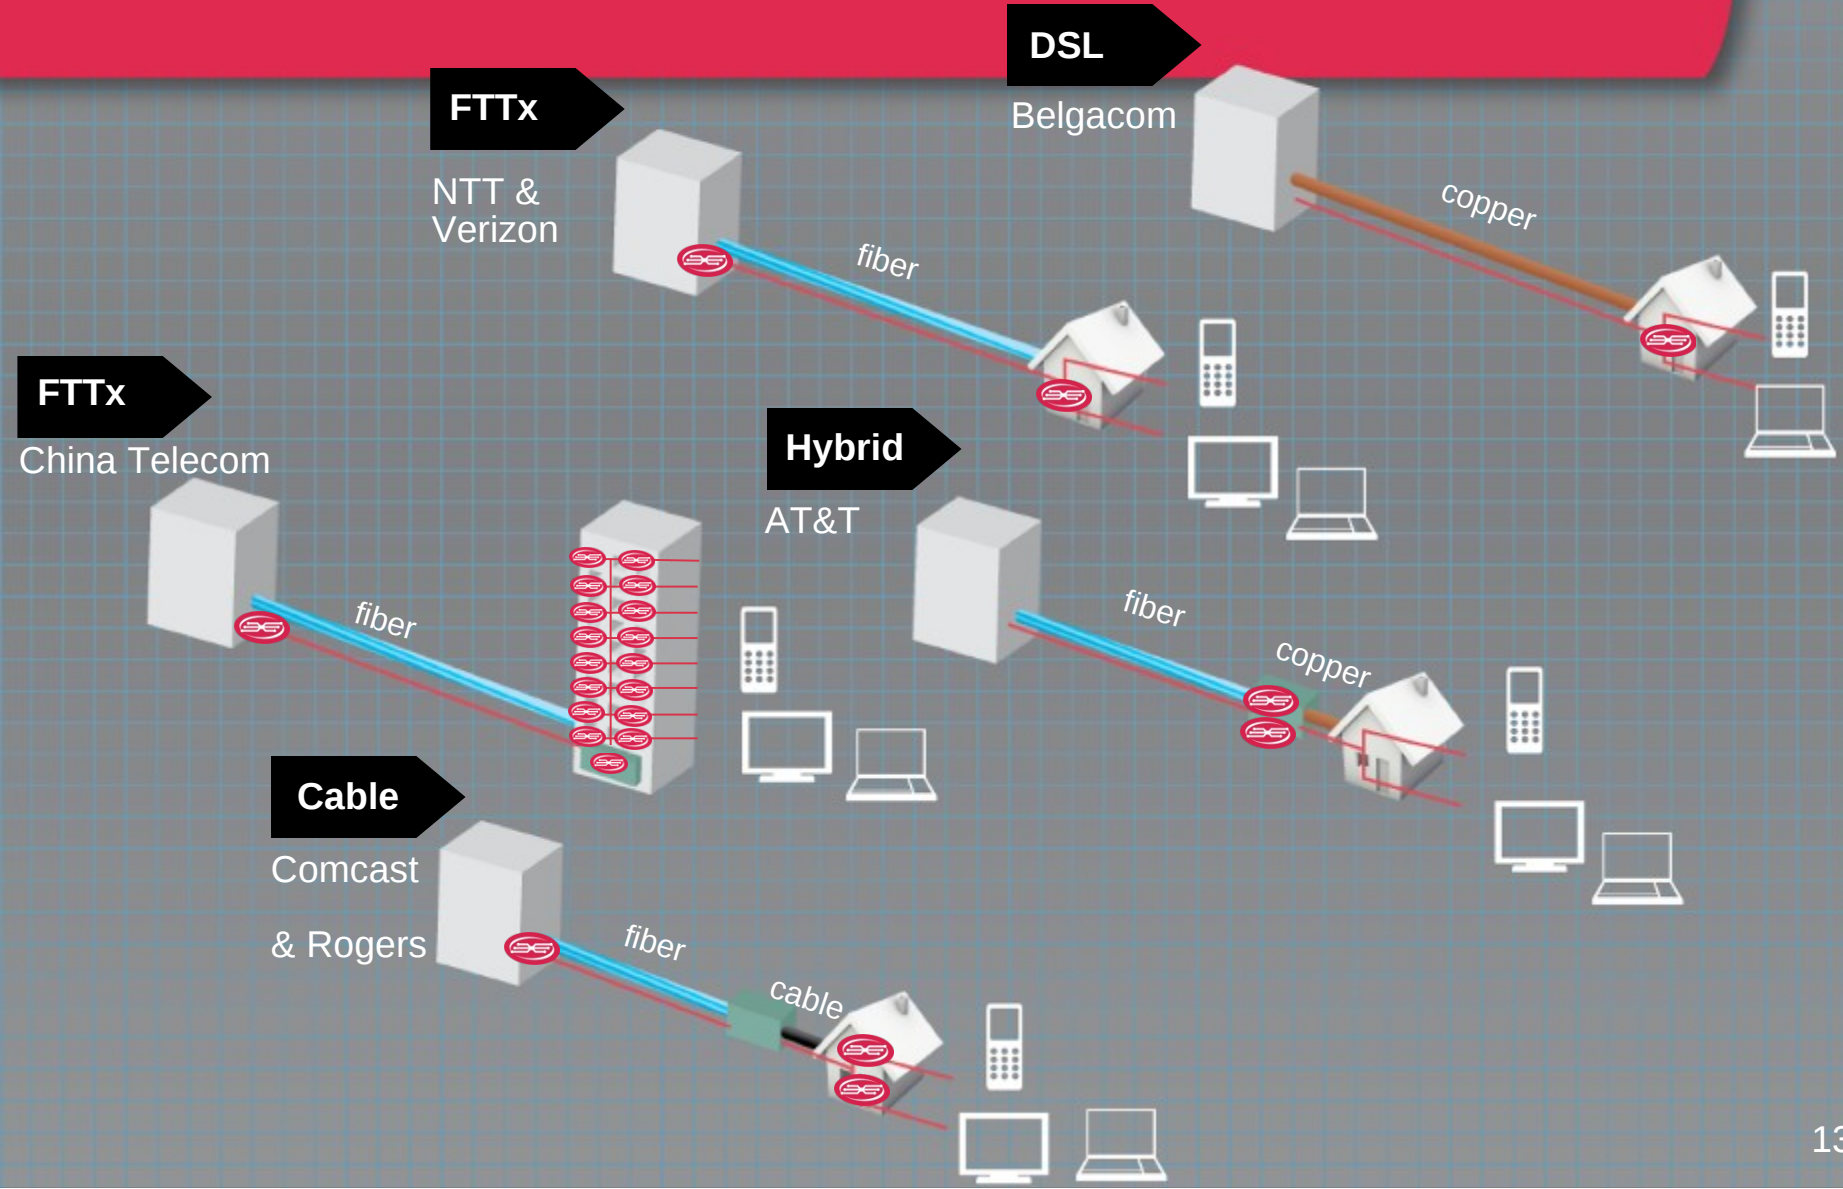 DSL
Belgacom
copper
FTTx
NTT &
Verizon
fiber
FTTx
China Telecom
fiber
Hybrid
AT&T
fiber
copper
Cable
Comcast
& Rogers
fiber
cable
13